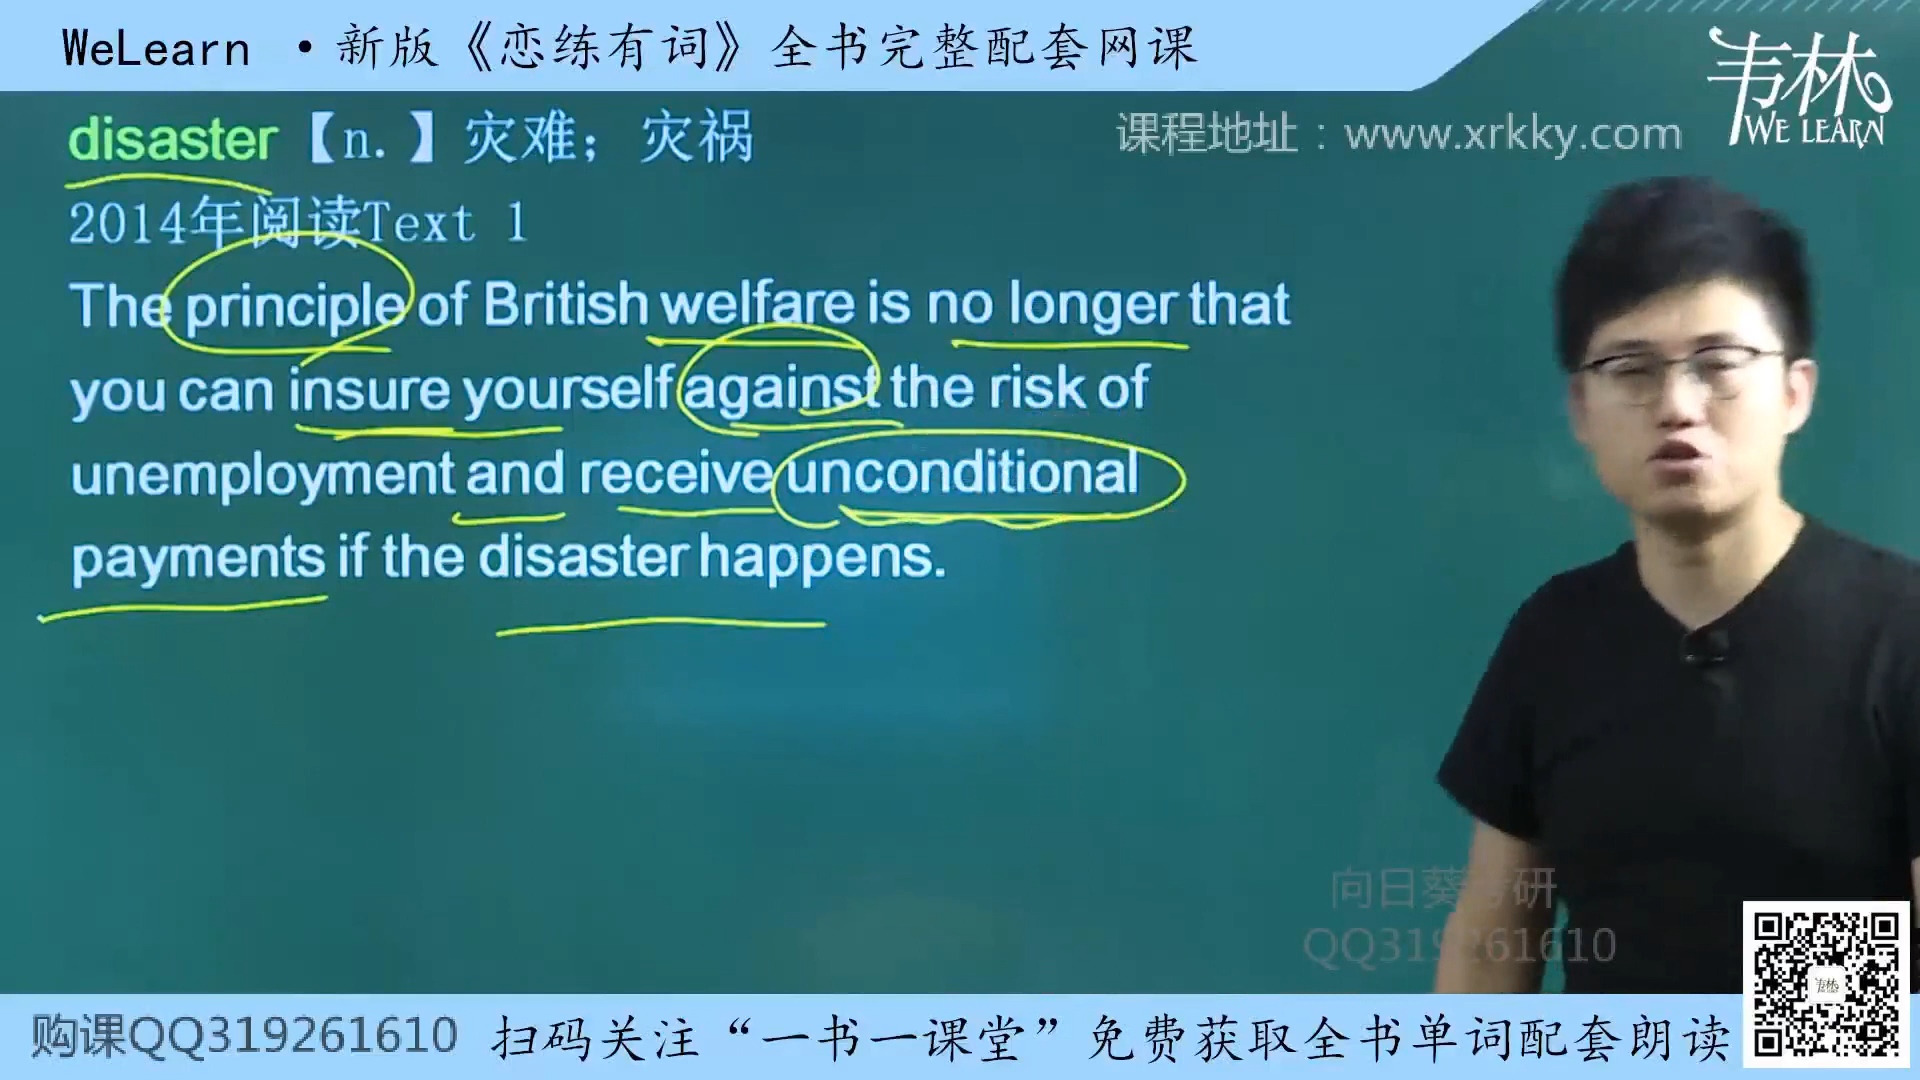 WeLearn ·新版《恋练有词》全书完整配套网课
韦林
WE LEARN
课程地址：www.xrkky.com
disaster【n.】灾难；灾祸
2014年阅读Text 1
The principle of British welfare is no longer that
you can insure yourself against the risk of
unemployment and receive unconditional
payments if the disaster happens.
向日葵考研
QQ319261610
购课QQ319261610
扫码关注“一书一课堂”免费获取全书单词配套朗读